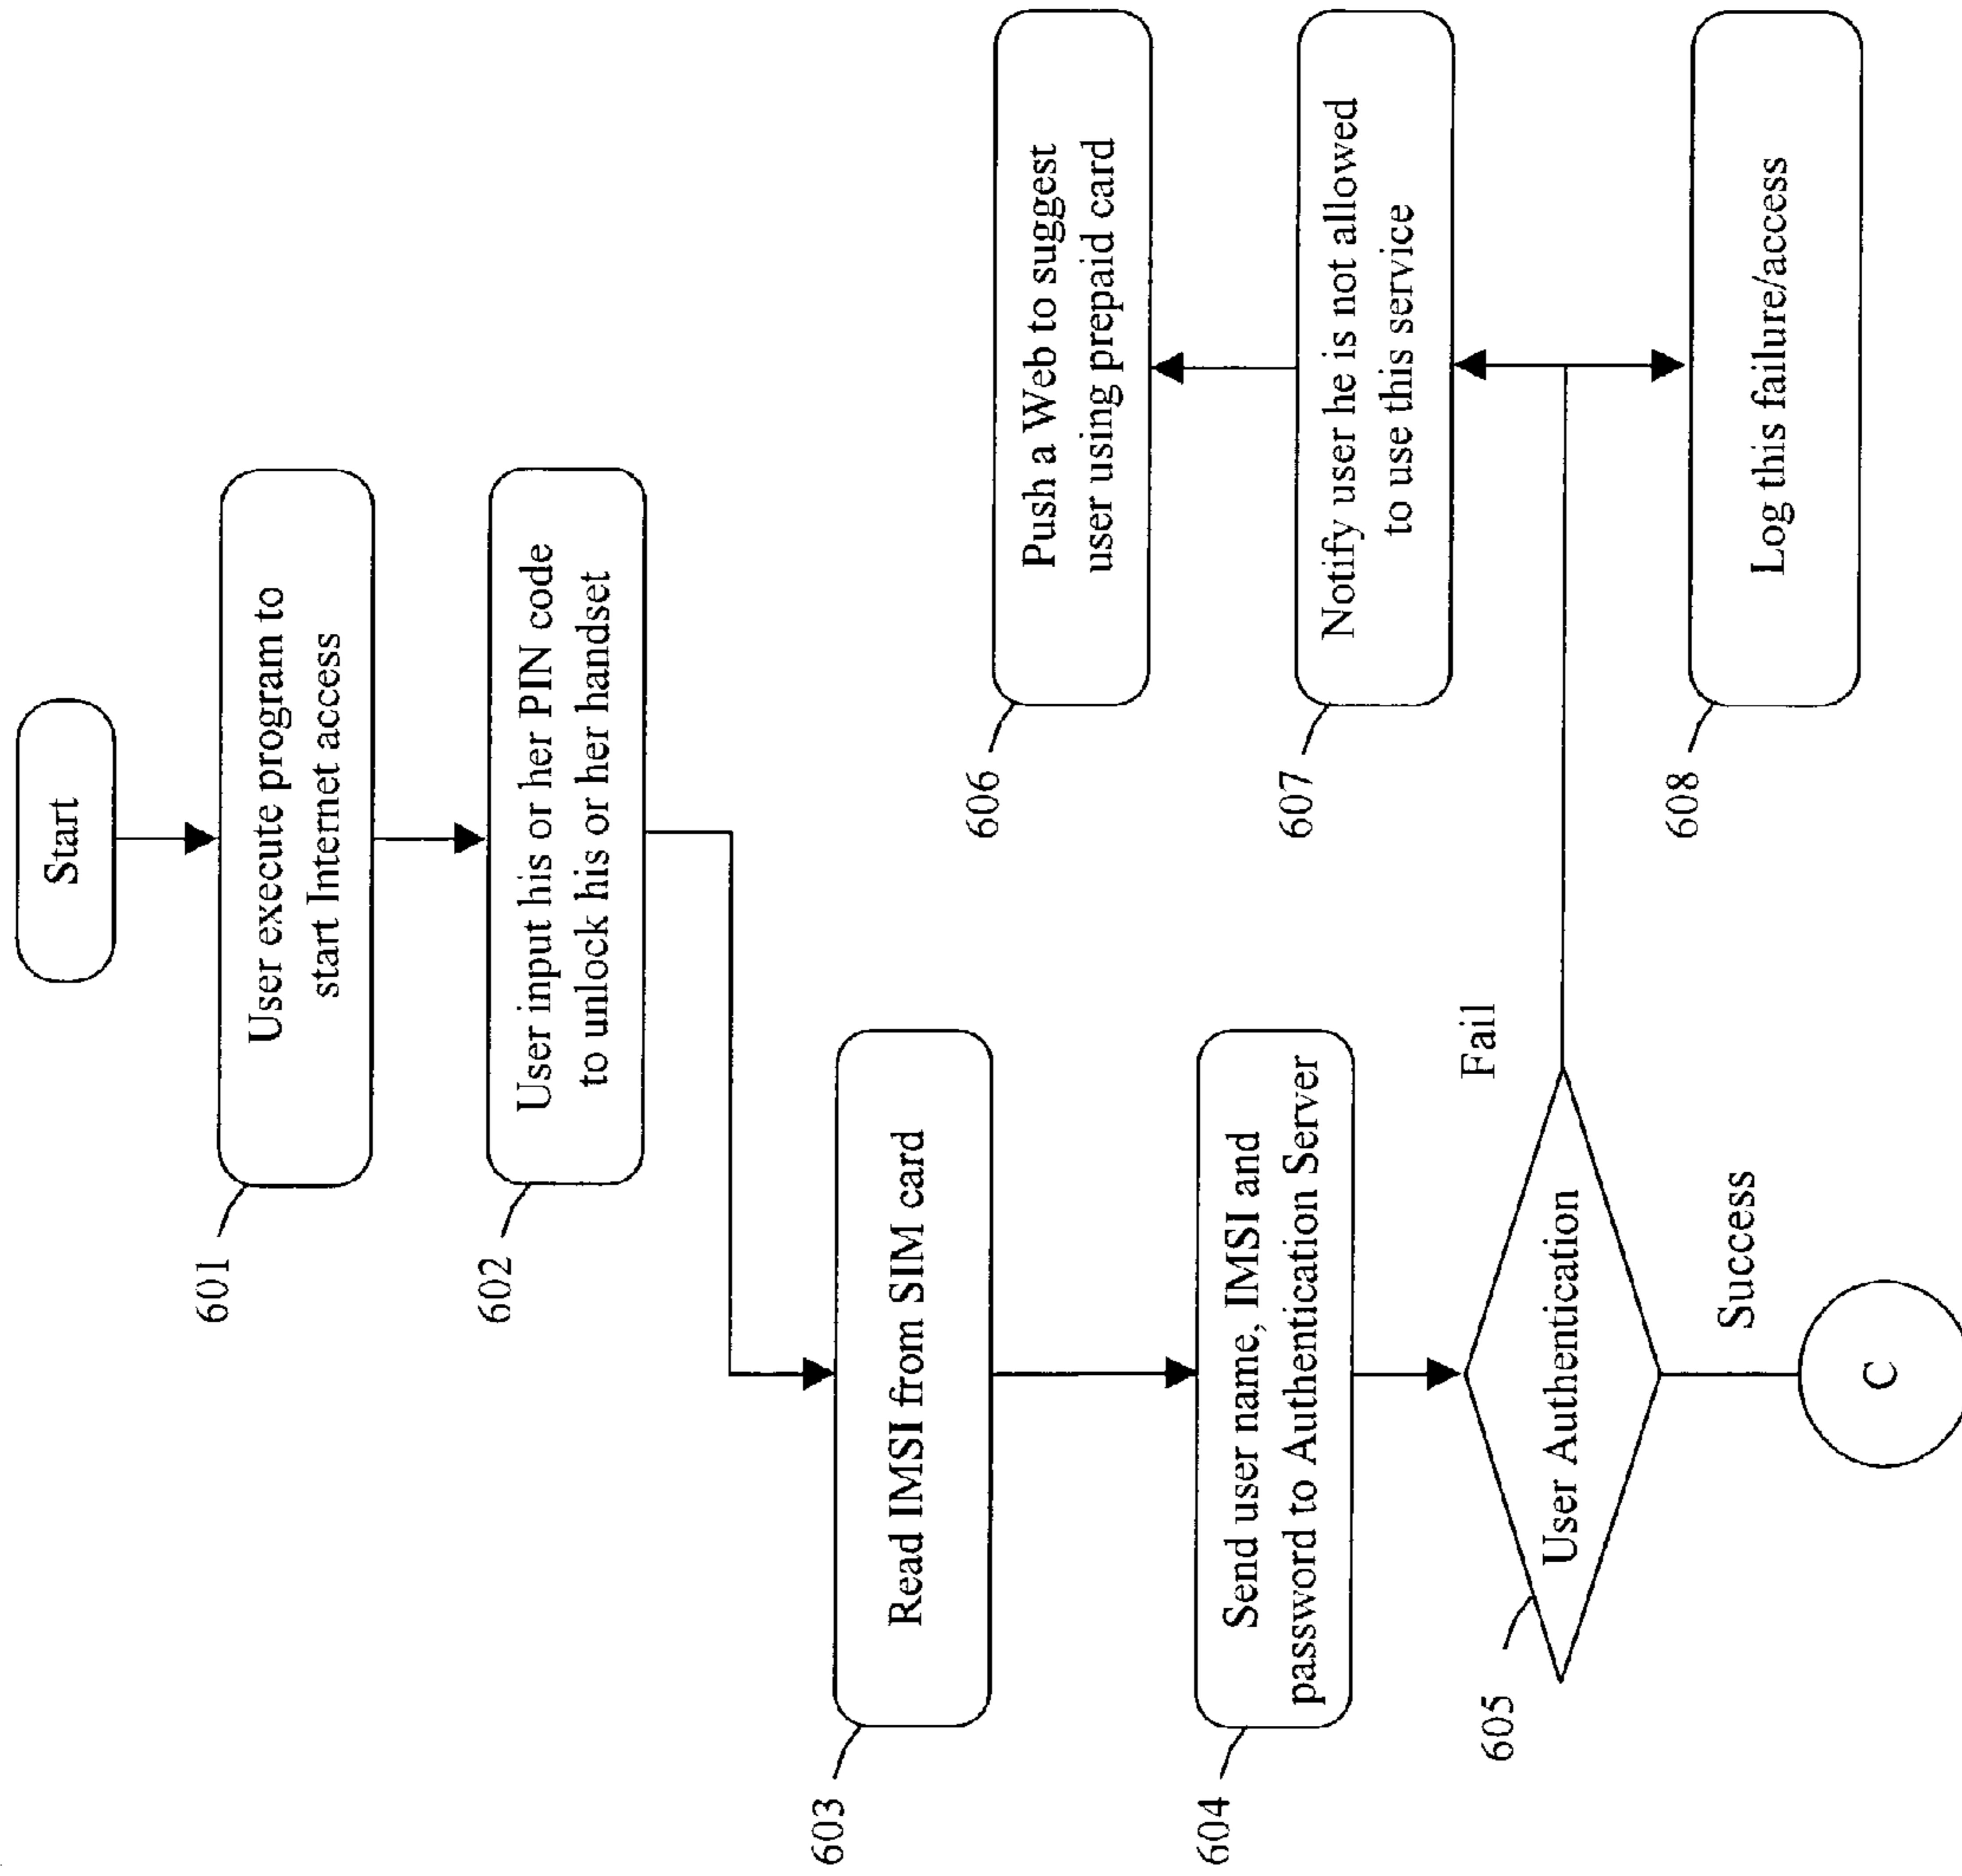 Start
User execute program to
start Internet access
601
User input his or her PIN code
to unlock his or her handset
602
Read IMSI from SIM card
603
Send user name, IMSI and
password to Authentication Server
604
User Authentication
605
Fail
Success
C
Push a Web to suggest
user using prepaid card
606
Notify user he is not allowed
to use this service
607
Log this failure/access
608